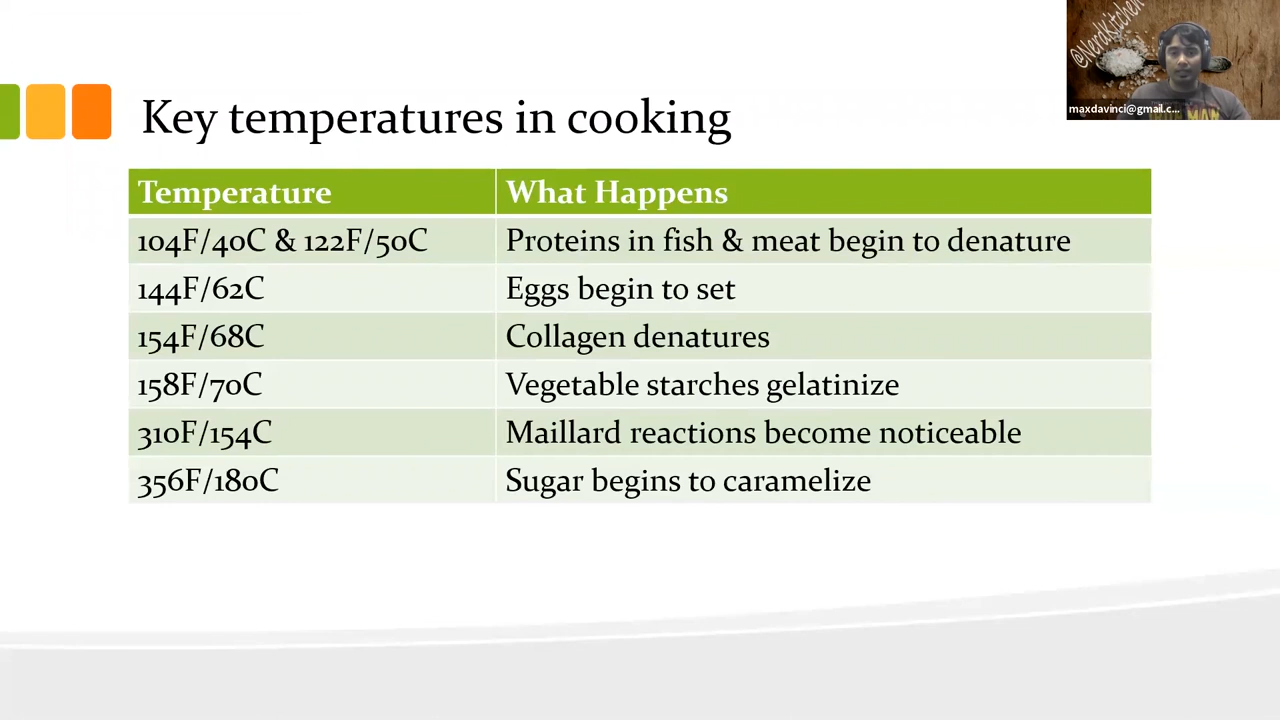 @NerdKitchen
maxdavinci@gmail.c...
Key temperatures in cooking
Temperature What Happens
104F/40C & 122F/50C Proteins in fish & meat begin to denature
144F/62C Eggs begin to set
154F/68C Collagen denatures
158F/70C Vegetable starches gelatinize
310F/154C Maillard reactions become noticeable
356F/180C Sugar begins to caramelize